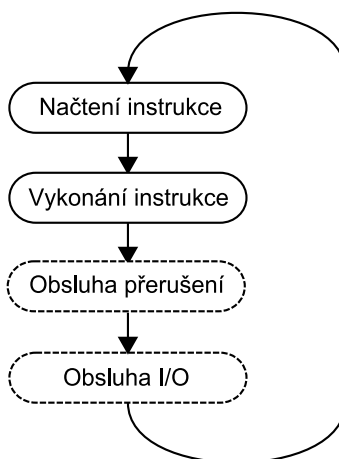 Načtení instrukce
Vykonání instrukce
Obsluha přerušení
Obsluha I/O